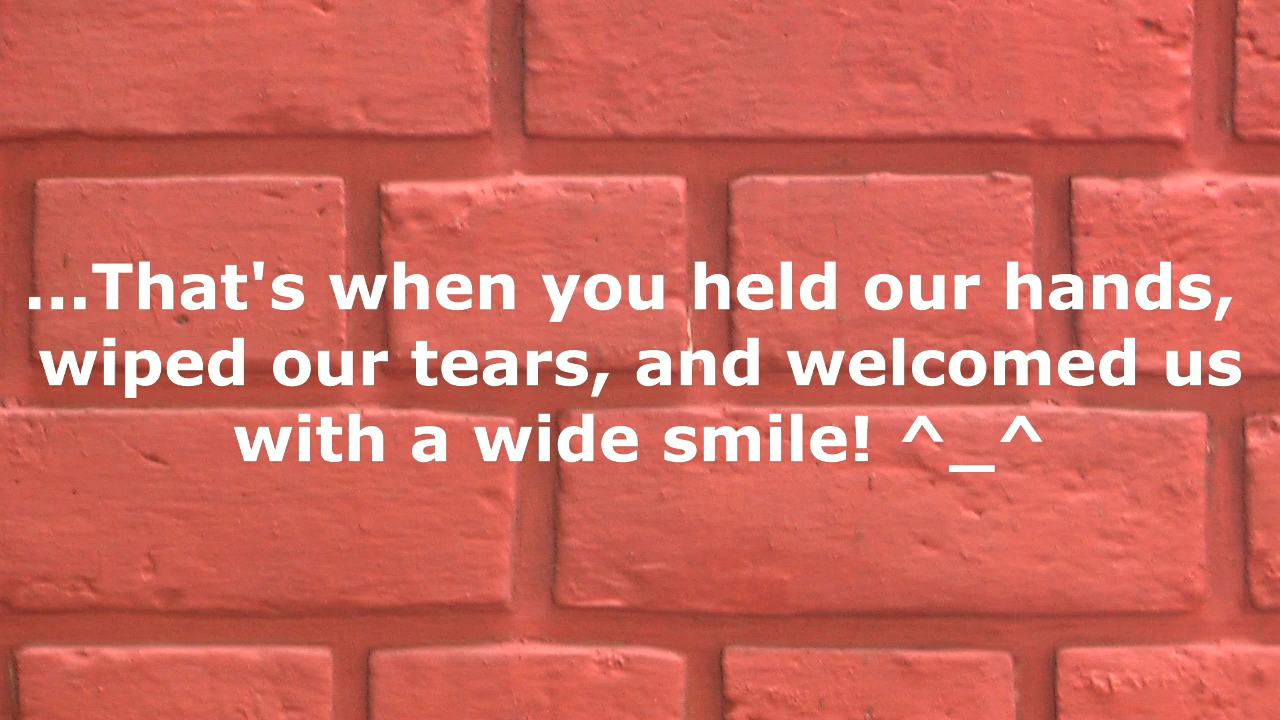 ...That's when you held our hands,
wiped our tears, and welcomed us
with a wide smile! ^_^